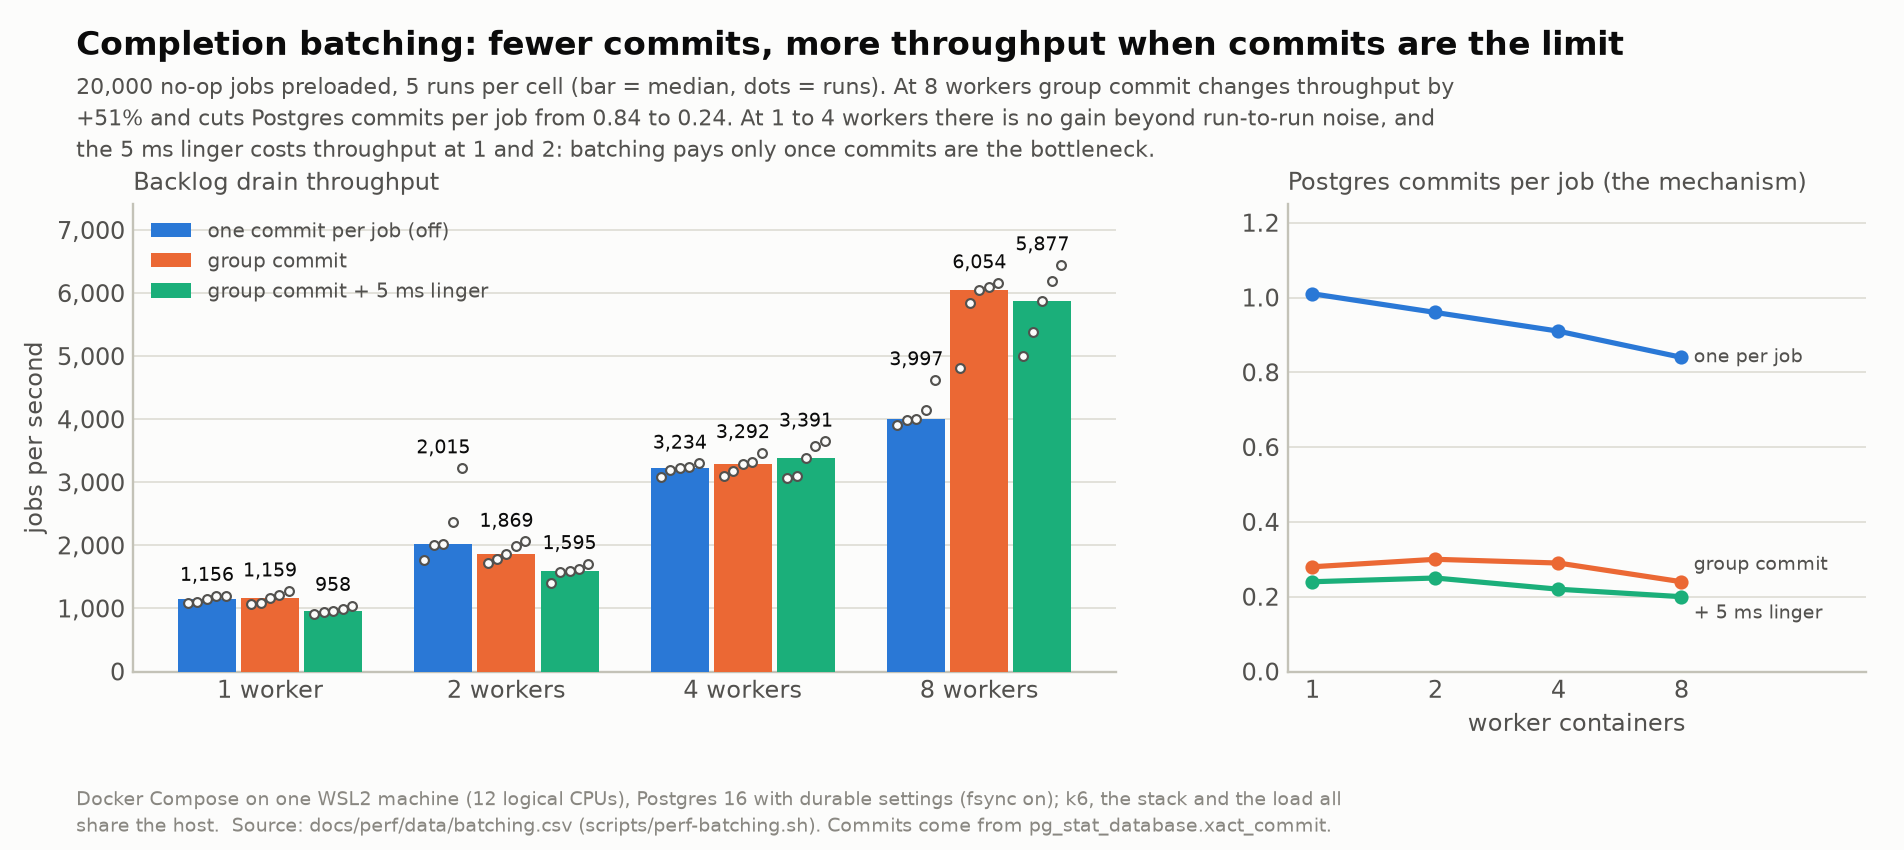 Completion batching: fewer commits, more throughput when commits are the limit
20,000 no-op jobs preloaded, 5 runs per cell (bar = median, dots = runs). At 8 workers group commit changes throughput by
+51% and cuts Postgres commits per job from 0.84 to 0.24. At 1 to 4 workers there is no gain beyond run-to-run noise, and
the 5 ms linger costs throughput at 1 and 2: batching pays only once commits are the bottleneck.
Backlog drain throughput
jobs per second
7,000
6,000
5,000
4,000
3,000
2,000
1,000
0
one commit per job (off)
group commit
group commit + 5 ms linger
1,156
1,159
958
2,015
1,869
1,595
3,234
3,292
3,391
3,997
6,054
5,877
1 worker
2 workers
4 workers
8 workers
Postgres commits per job (the mechanism)
1.2
1.0
0.8
0.6
0.4
0.2
0.0
one per job
group commit
+ 5 ms linger
1
2
4
8
worker containers
Docker Compose on one WSL2 machine (12 logical CPUs), Postgres 16 with durable settings (fsync on); k6, the stack and the load all
share the host.  Source: docs/perf/data/batching.csv (scripts/perf-batching.sh). Commits come from pg_stat_database.xact_commit.